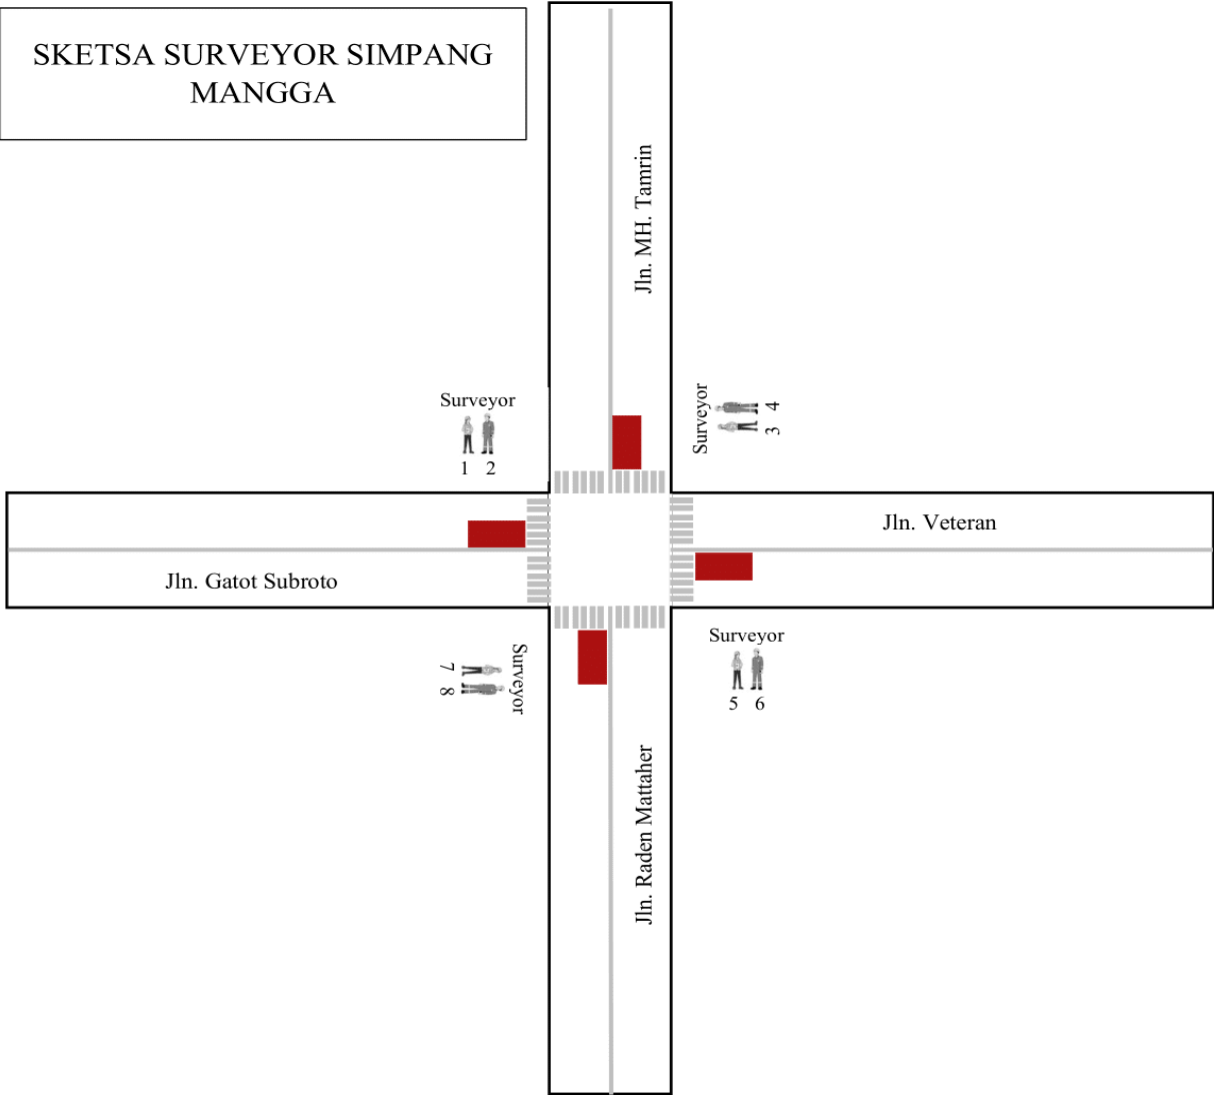 SKETSA SURVEYOR SIMPANG
MANGGA
Jln. MH. Tamrin
Surveyor
1 2
Surveyor
3 4
Jln. Veteran
Jln. Gatot Subroto
Surveyor
5 6
Surveyor
7 8
Jln. Raden Mattaher